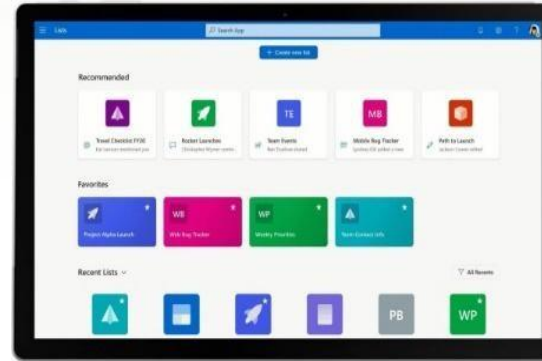 Lists
Search App
?
+ Create new list
Recommended
TE
MB
Travel Checklist FY20
Rocket Launches
Team Events
Mobile Bug Tracker
Path to Launch
Favorites
WB
WP
Project Alpha Launch
Web Bug Tracker
Weekly Priorities
Team Contact Info
Recent Lists
All Recents
PB
WP